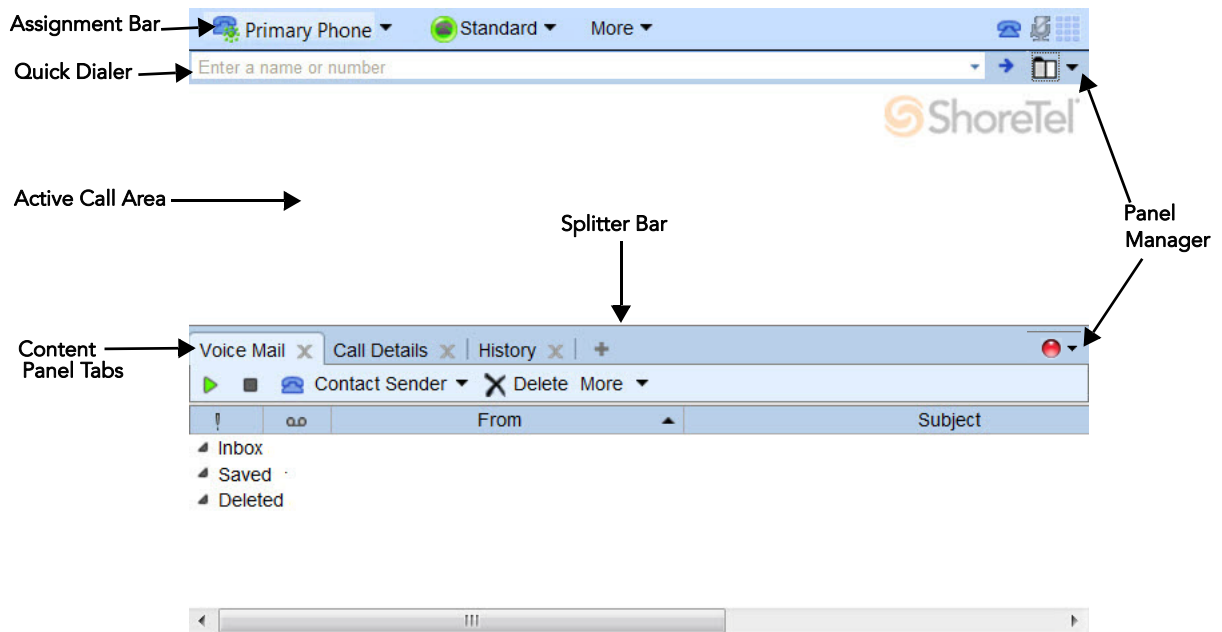 Assignment Bar
Primary Phone
Standard
More
Quick Dialer
Enter a name or number
ShoreTel
Active Call Area
Splitter Bar
Panel
Manager
Content
Panel Tabs
Voice Mail
Call Details
History
Contact Sender
Delete
More
From
Subject
Inbox
Saved
Deleted